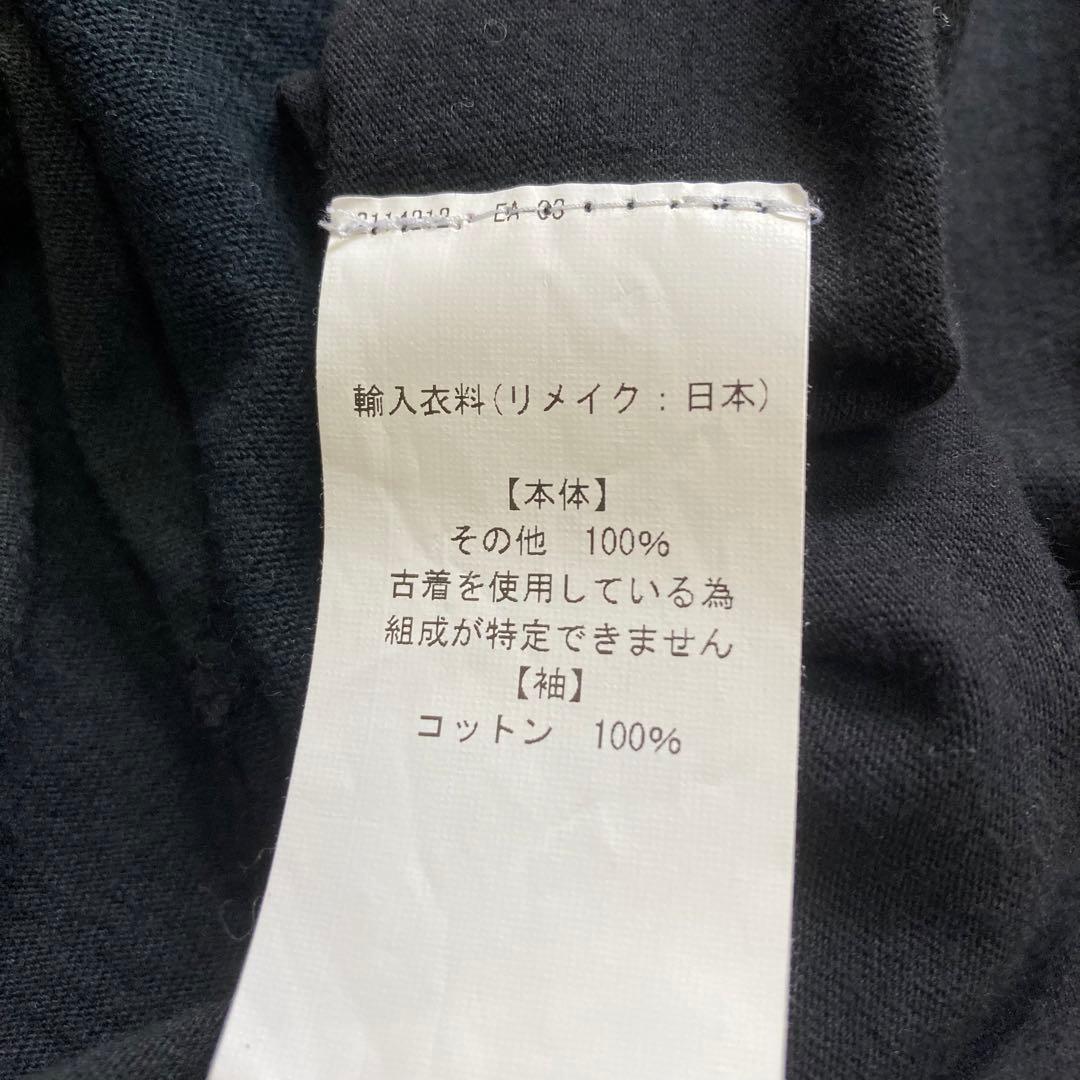 EA 03
輸入衣料(リメイク:日本)
【本体】
その他 100%
古着を使用している為
組成が特定できません
【袖】
コットン 100%